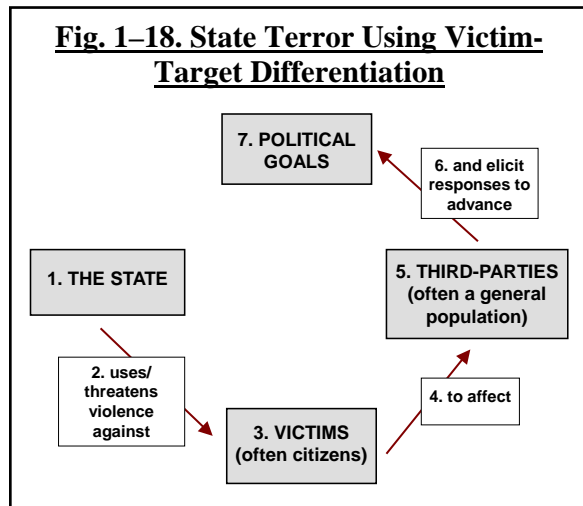 Fig. 1–18. State Terror Using Victim-
Target Differentiation
7. POLITICAL
GOALS
6. and elicit
responses to
advance
1. THE STATE
5. THIRD-PARTIES
(often a general
population)
2. uses/
threatens
violence
against
4. to affect
3. VICTIMS
(often citizens)